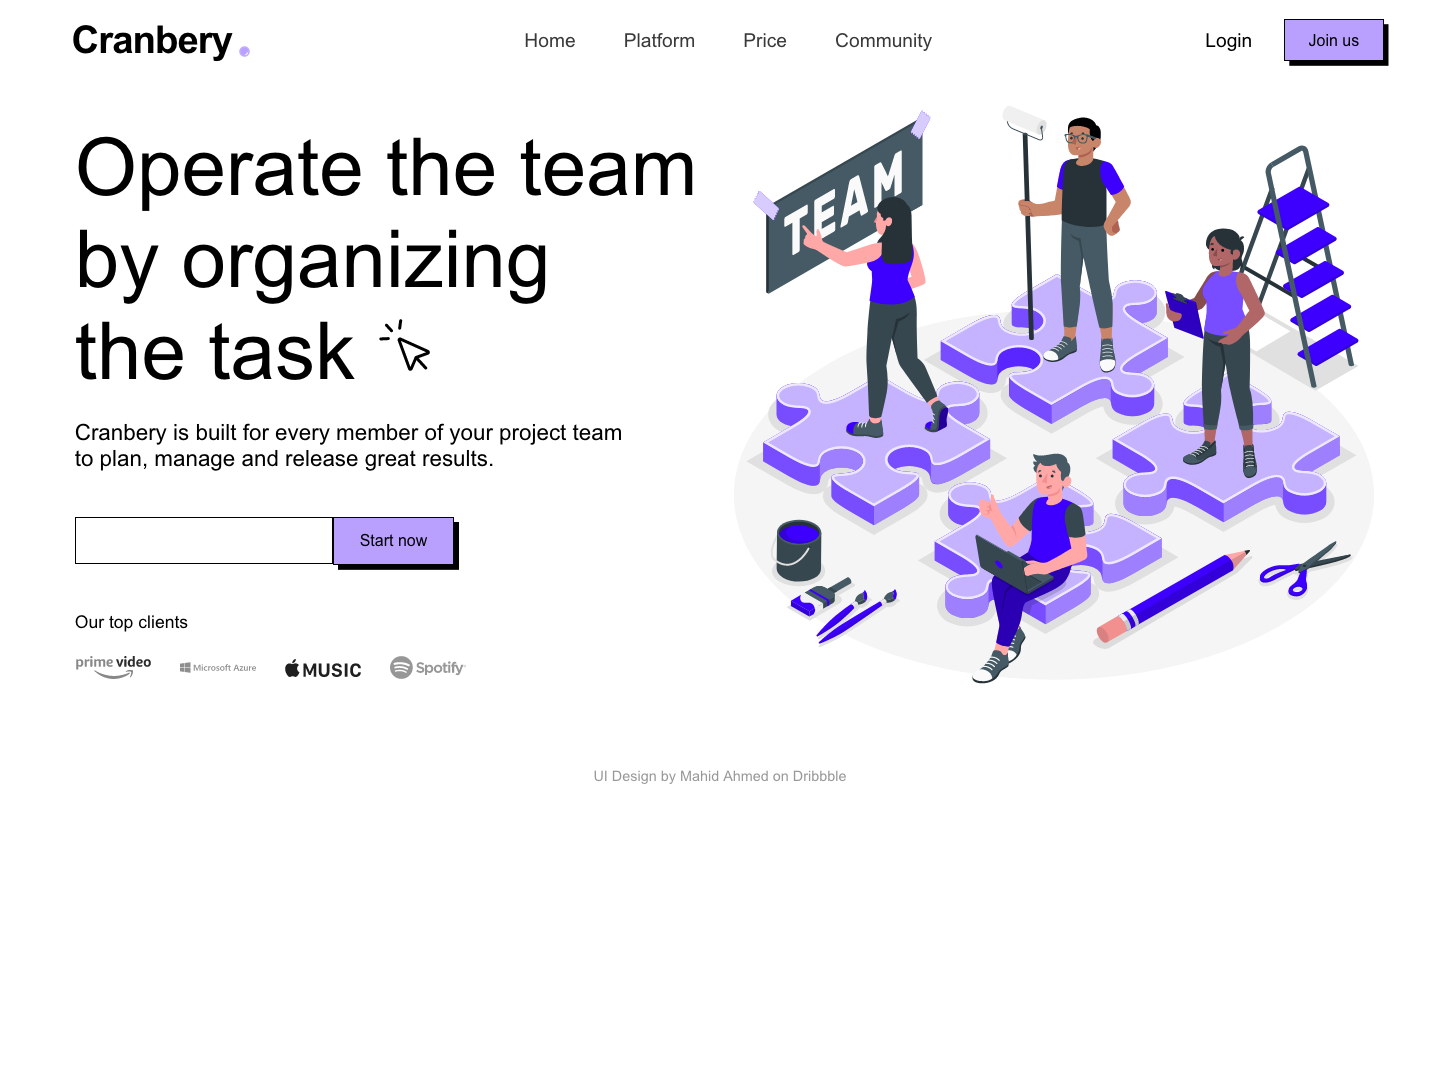 Cranbery
Home Platform Price Community
Login Join us
Operate the team
by organizing
the task
TEAM
Cranbery is built for every member of your project team
to plan, manage and release great results.
Start now
Our top clients
prime video
Microsoft Azure
MUSIC
Spotify
UI Design by Mahid Ahmed on Dribbble